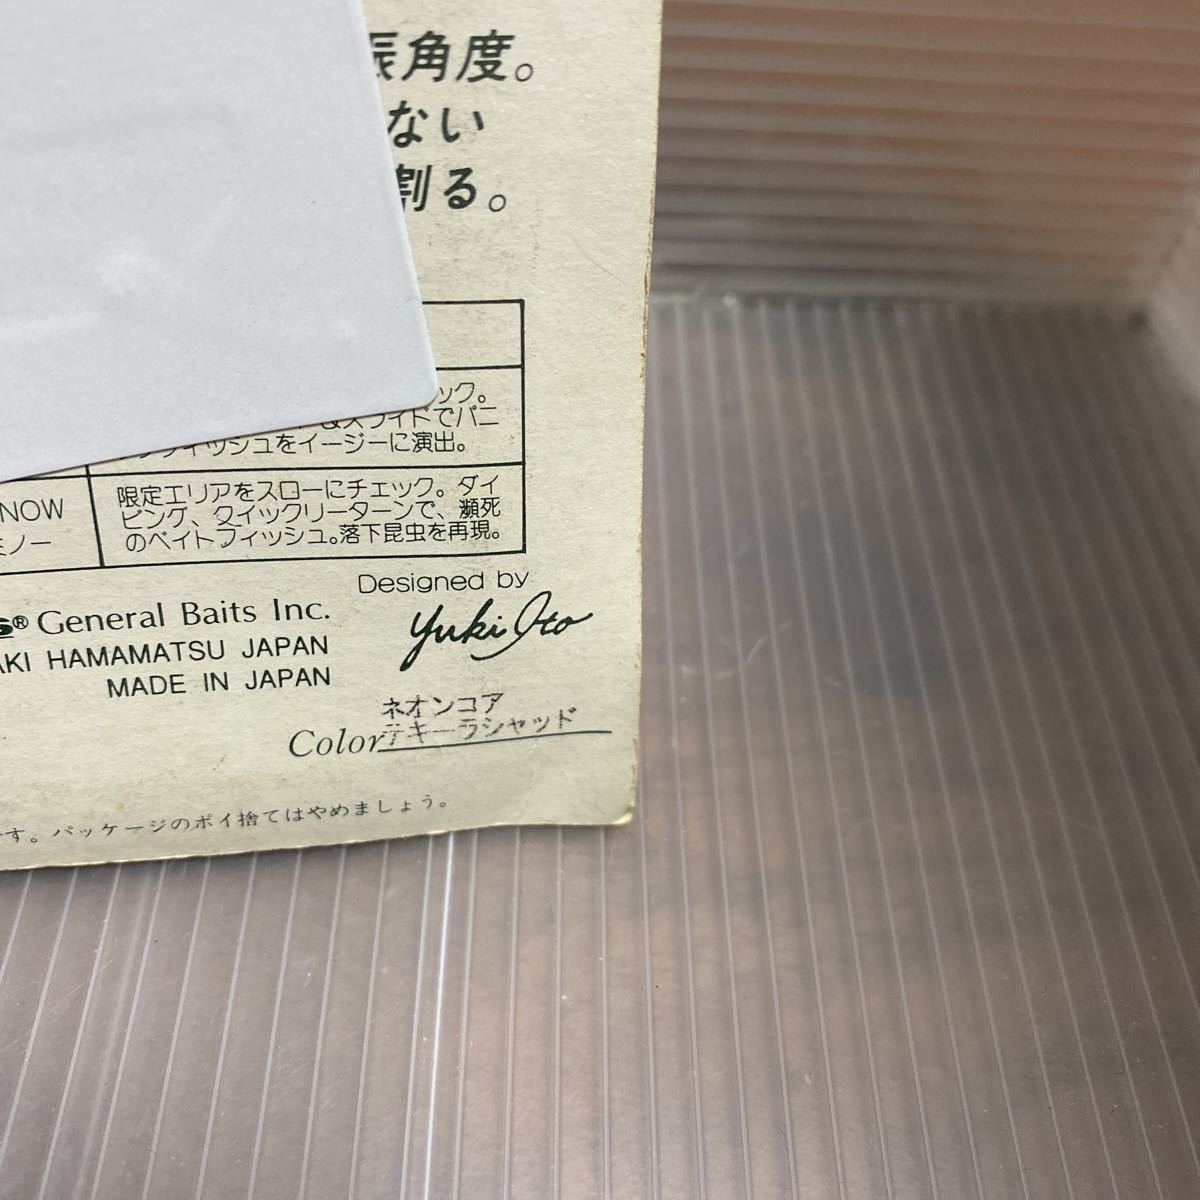 振角度。
ない
割る。
ック。
&スライドでパニ
フィッシュをイージーに演出。
NOW
ミノー
限定エリアをスローにチェック。ダイ
ビング、クイックリーターンで、瀕死
のベイトフィッシュ。落下昆虫を再現。
Designed by
Yuki Ito
® General Baits Inc.
AKI HAMAMATSU JAPAN
MADE IN JAPAN
ネオンコア
Color テキーラシャッド
す。パッケージのポイ捨てはやめましょう。